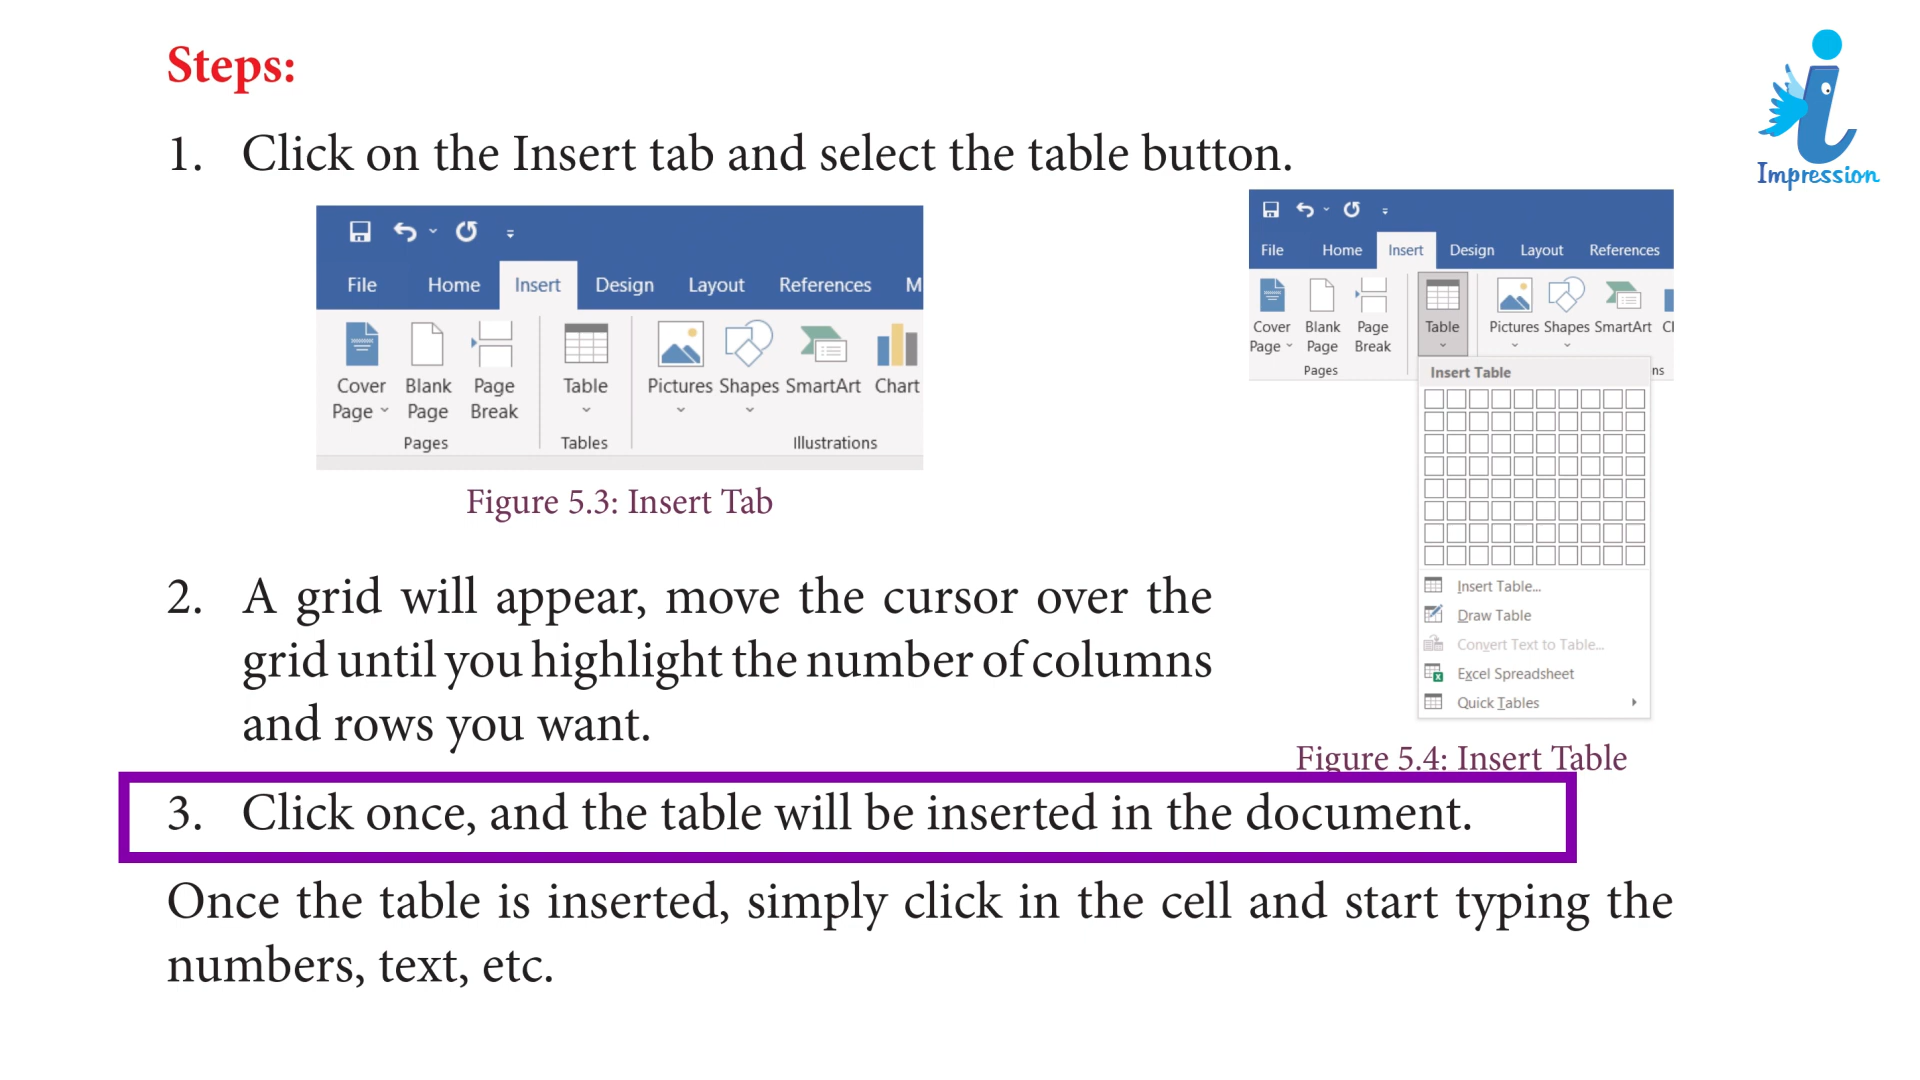 Steps:
Impression
1. Click on the Insert tab and select the table button.
File Home Insert Design Layout References M
Cover Page Blank Page Page Break Table Pictures Shapes SmartArt Chart
Pages Tables Illustrations
Figure 5.3: Insert Tab
File Home Insert Design Layout References
Cover Page Blank Page Page Break Table Pictures Shapes SmartArt Cl
Pages ns
Insert Table
Insert Table...
Draw Table
Convert Text to Table...
Excel Spreadsheet
Quick Tables
Figure 5.4: Insert Table
2. A grid will appear, move the cursor over the
grid until you highlight the number of columns
and rows you want.
3. Click once, and the table will be inserted in the document.
Once the table is inserted, simply click in the cell and start typing the
numbers, text, etc.